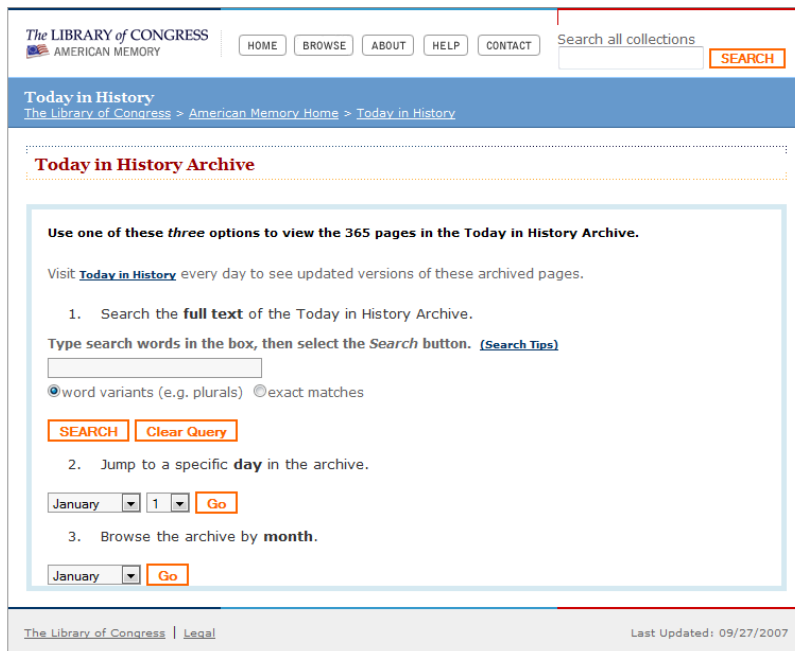 The LIBRARY of CONGRESS
AMERICAN MEMORY
HOME
BROWSE
ABOUT
HELP
CONTACT
Search all collections
SEARCH
Today in History
The Library of Congress > American Memory Home > Today in History
Today in History Archive
Use one of these three options to view the 365 pages in the Today in History Archive.
Visit Today in History every day to see updated versions of these archived pages.
1. Search the full text of the Today in History Archive.
Type search words in the box, then select the Search button. (Search Tips)
word variants (e.g. plurals) exact matches
SEARCH Clear Query
2. Jump to a specific day in the archive.
January 1 Go
3. Browse the archive by month.
January Go
The Library of Congress | Legal
Last Updated: 09/27/2007